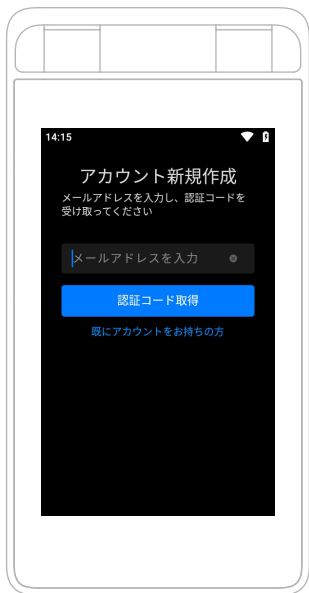 14:15
アカウント新規作成
メールアドレスを入力し、認証コードを
受け取ってください
メールアドレスを入力
認証コード取得
既にアカウントをお持ちの方